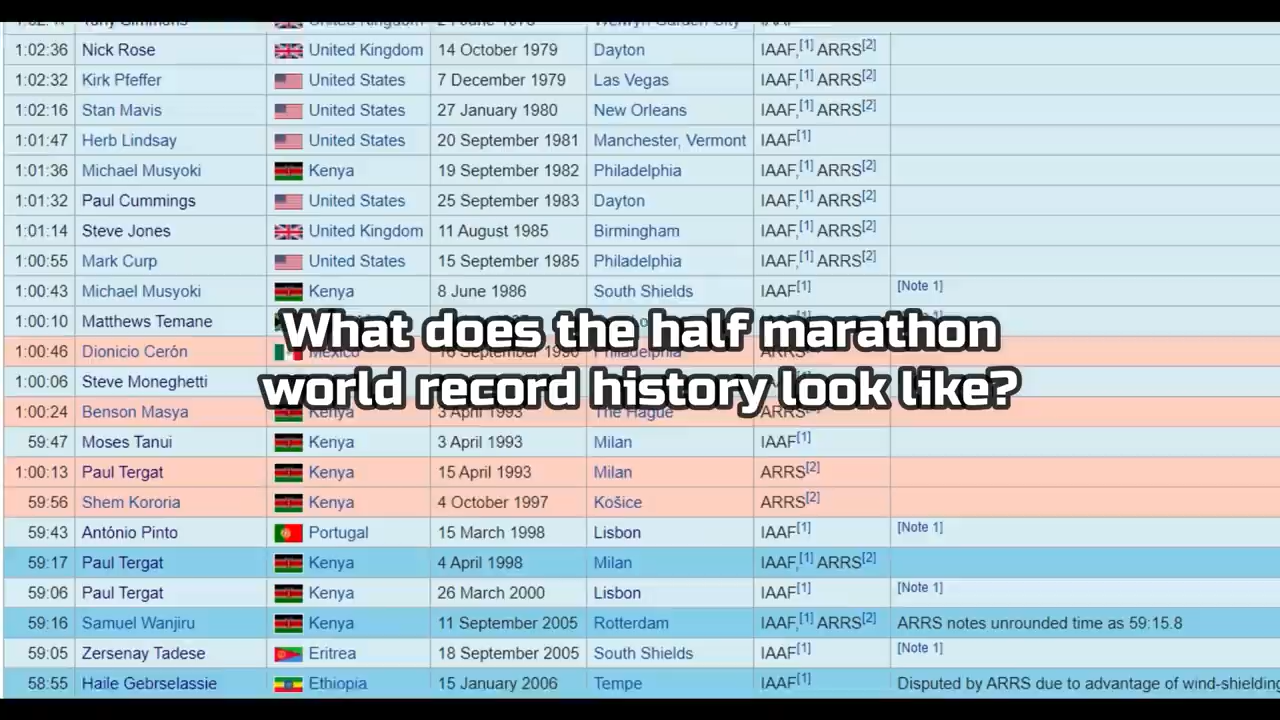 1:02:36 Nick Rose United Kingdom 14 October 1979 Dayton IAAF,[1] ARRS[2]
1:02:32 Kirk Pfeffer United States 7 December 1979 Las Vegas IAAF,[1] ARRS[2]
1:02:16 Stan Mavis United States 27 January 1980 New Orleans IAAF,[1] ARRS[2]
1:01:47 Herb Lindsay United States 20 September 1981 Manchester, Vermont IAAF[1]
1:01:36 Michael Musyoki Kenya 19 September 1982 Philadelphia IAAF,[1] ARRS[2]
1:01:32 Paul Cummings United States 25 September 1983 Dayton IAAF,[1] ARRS[2]
1:01:14 Steve Jones United Kingdom 11 August 1985 Birmingham IAAF,[1] ARRS[2]
1:00:55 Mark Curp United States 15 September 1985 Philadelphia IAAF,[1] ARRS[2]
1:00:43 Michael Musyoki Kenya 8 June 1986 South Shields IAAF[1] [Note 1]
1:00:10 Matthews Temane
What does the half marathon
1:00:46 Dionicio Cerón Mexico 16 September 1990 Philadelphia ARRS[2]
1:00:06 Steve Moneghetti
world record history look like?
1:00:24 Benson Masya Kenya 3 April 1993 The Hague ARRS[2]
59:47 Moses Tanui Kenya 3 April 1993 Milan IAAF[1]
1:00:13 Paul Tergat Kenya 15 April 1993 Milan ARRS[2]
59:56 Shem Kororia Kenya 4 October 1997 Košice ARRS[2]
59:43 António Pinto Portugal 15 March 1998 Lisbon IAAF[1] [Note 1]
59:17 Paul Tergat Kenya 4 April 1998 Milan IAAF,[1] ARRS[2]
59:06 Paul Tergat Kenya 26 March 2000 Lisbon IAAF[1] [Note 1]
59:16 Samuel Wanjiru Kenya 11 September 2005 Rotterdam IAAF,[1] ARRS[2] ARRS notes unrounded time as 59:15.8
59:05 Zersenay Tadese Eritrea 18 September 2005 South Shields IAAF[1] [Note 1]
58:55 Haile Gebrselassie Ethiopia 15 January 2006 Tempe IAAF[1] Disputed by ARRS due to advantage of wind-shielding